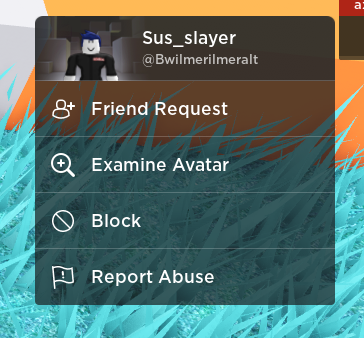 Sus_slayer
@Bwilmerilmeralt
Friend Request
Examine Avatar
Block
Report Abuse